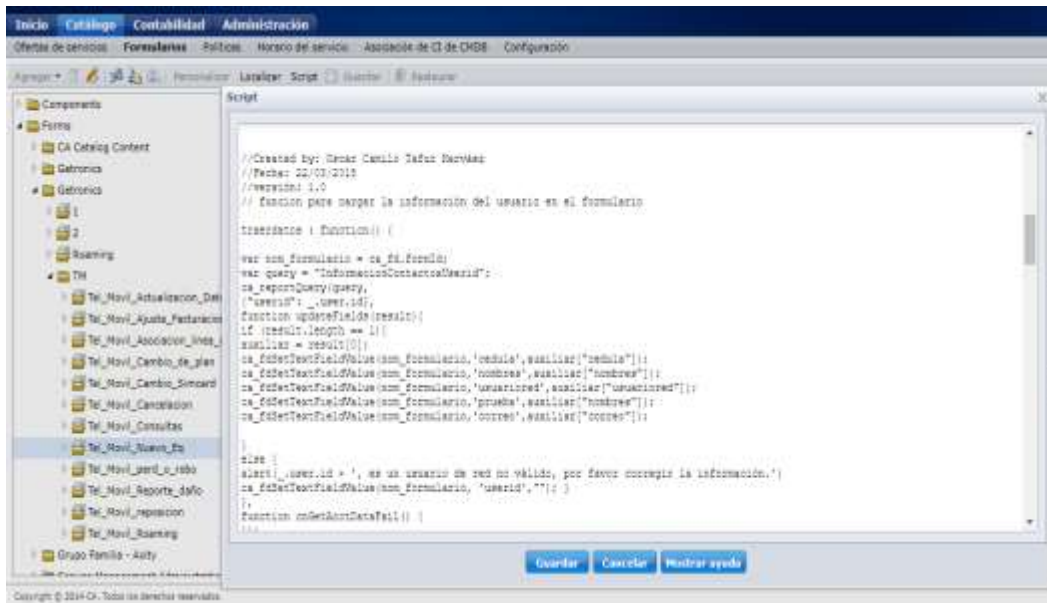 Inicio Catálogo Contabilidad Administración
Ofertas de servicios Formularios Políticas Horario del servicio Asociación de CI de CMDB Configuración
Agregar Personalizar Localizar Script Guardar Restaurar
Components
Forms
CA Catalog Content
Getronics
Getronics
1
2
Roaming
TM
Tel_Movil_Actualizacion_Dat
Tel_Movil_Ajuste_Facturacion
Tel_Movil_Asociacion_linea_
Tel_Movil_Cambio_de_plan
Tel_Movil_Cambio_Simcard
Tel_Movil_Cancelacion
Tel_Movil_Consultas
Tel_Movil_Nuevo_Eq
Tel_Movil_perd_o_robo
Tel_Movil_Reporte_daño
Tel_Movil_reposicion
Tel_Movil_Roaming
Grupo Familia - Axity
Script
//Created by: Oscar Camilo Tafur
//Fecha: 22/03/2018
//versión: 1.0
// funcion para cargar la información del usuario en el formulario
traerdatos : function() {
var nom_formulario = ca_fd.formId;
var query = "InformacionContactosUserid";
ca_reportQuery(query,
{"userid": _.user.id},
function updateFields(result){
if (result.length == 1){
auxiliar = result[0];
ca_fdSetTextFieldValue(nom_formulario,'cedula',auxiliar["cedula"]);
ca_fdSetTextFieldValue(nom_formulario,'nombres',auxiliar["nombres"]);
ca_fdSetTextFieldValue(nom_formulario,'usuariored',auxiliar["usuariored"]);
ca_fdSetTextFieldValue(nom_formulario,'prueba',auxiliar["nombres"]);
ca_fdSetTextFieldValue(nom_formulario,'correo',auxiliar["correo"]);
}
else {
alert(_.user.id + ', es un usuario de red no válido, por favor corregir la información.')
ca_fdSetTextFieldValue(nom_formulario, 'userid',""); }
},
function onGetAcctDataFail() {
Guardar Cancelar Mostrar ayuda
Copyright © 2014 CA. Todos los derechos reservados.